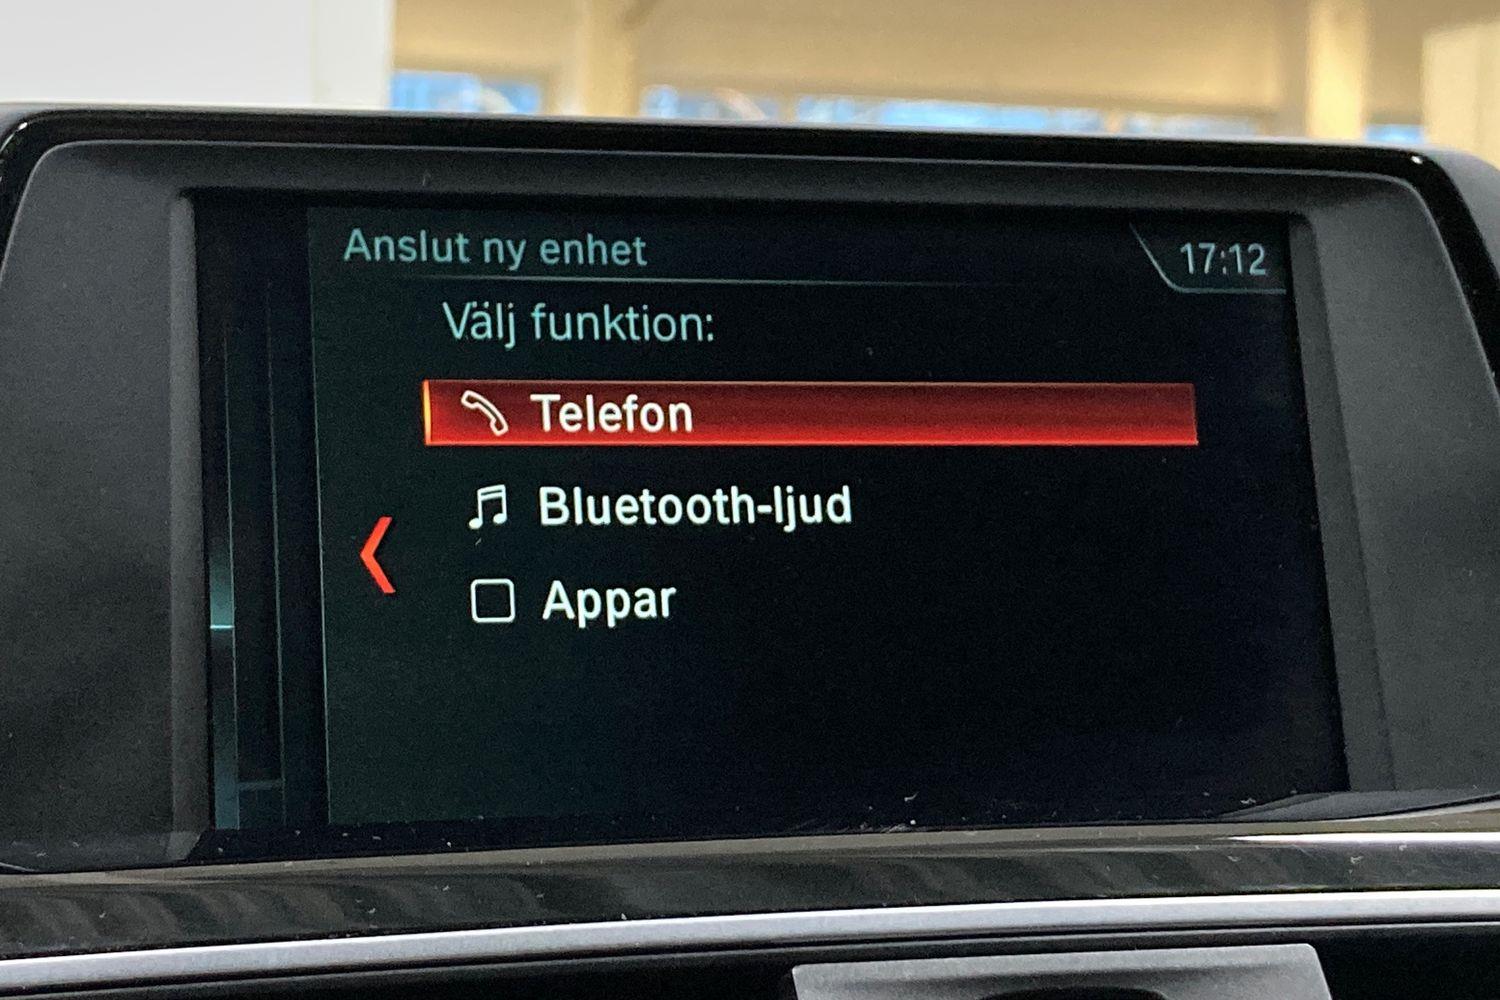 Anslut ny enhet
17:12
Välj funktion:
Telefon
Bluetooth-ljud
Appar